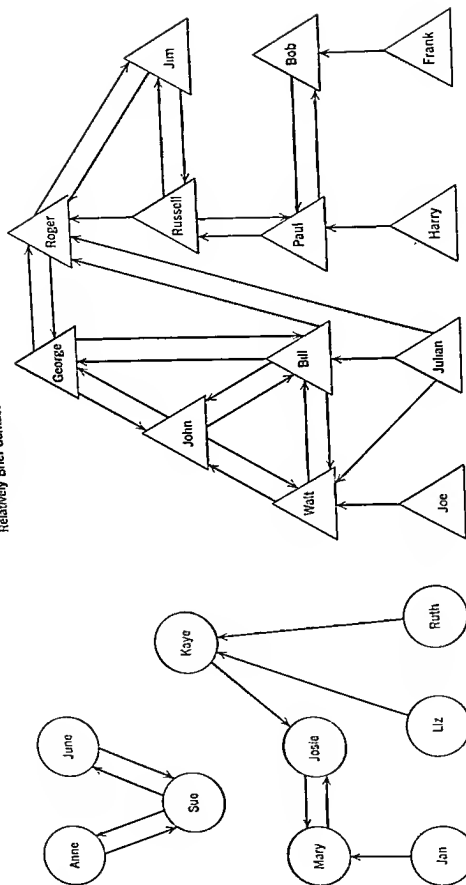 Relatively Brief
Roger
George
Jim
John
Russell
Bob
Bill
Paul
Walt
Joe
Julian
Harry
Frank
Anne
June
Sue
Kaye
Josie
Mary
Jan
Liz
Ruth